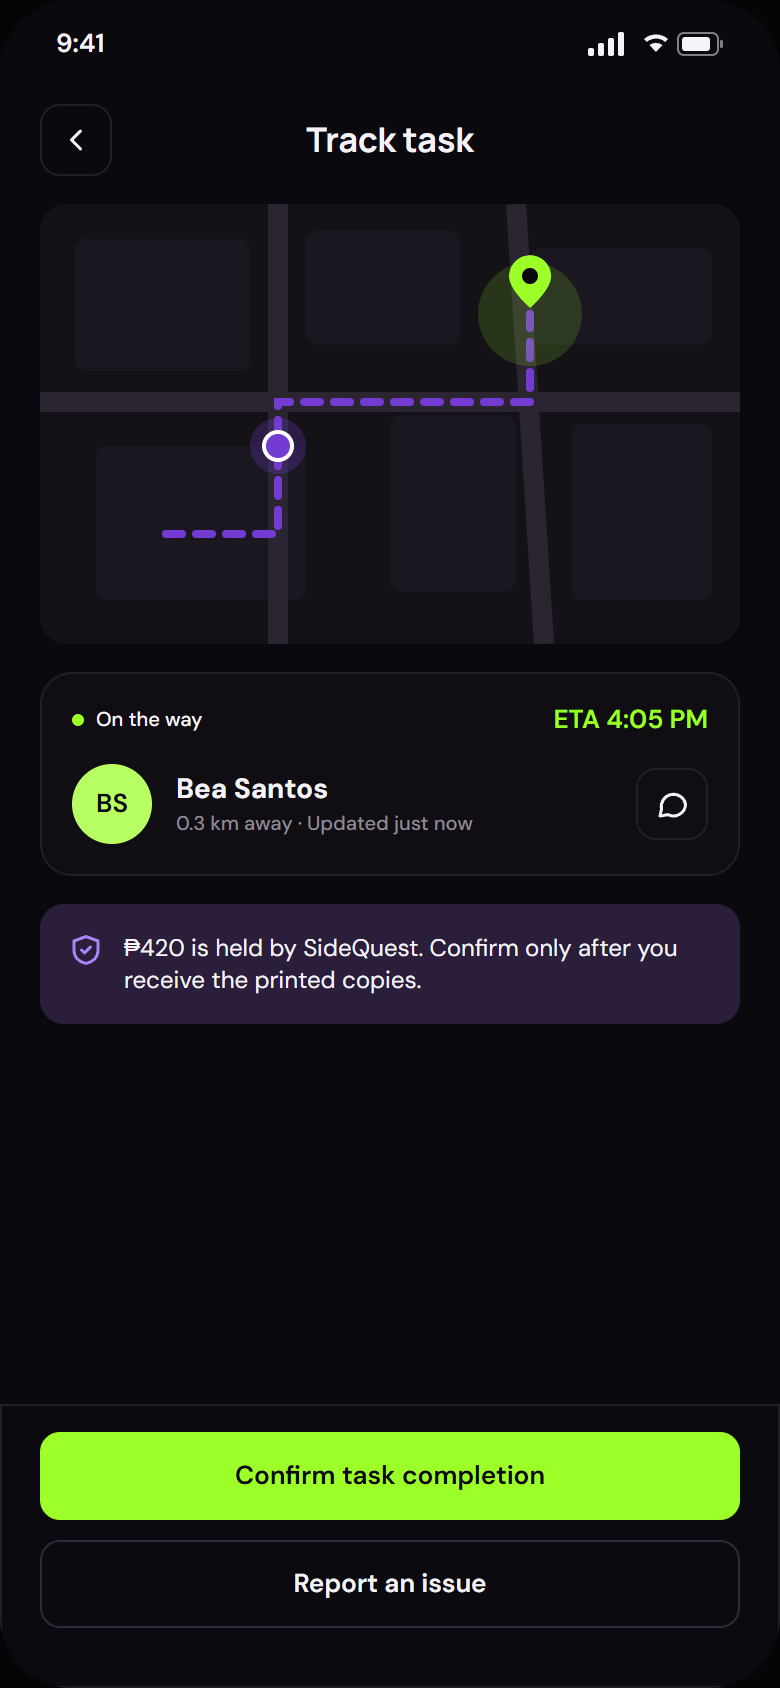 9:41
Track task
On the way
ETA 4:05 PM
BS
Bea Santos
0.3 km away · Updated just now
₱420 is held by SideQuest. Confirm only after you
receive the printed copies.
Confirm task completion
Report an issue